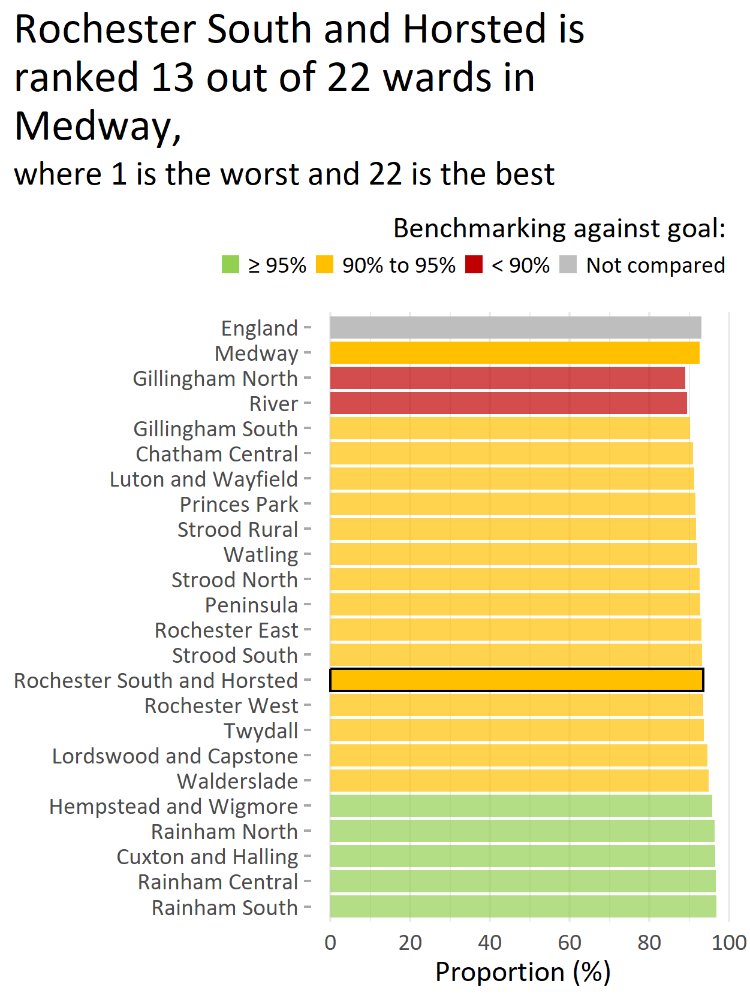 Rochester South and Horsted is
ranked 13 out of 22 wards in
Medway,
where 1 is the worst and 22 is the best
Benchmarking against goal:
≥ 95% 90% to 95% < 90% Not compared
England
Medway
Gillingham North
River
Gillingham South
Chatham Central
Luton and Wayfield
Princes Park
Strood Rural
Watling
Strood North
Peninsula
Rochester East
Strood South
Rochester South and Horsted
Rochester West
Twydall
Lordswood and Capstone
Walderslade
Hempstead and Wigmore
Rainham North
Cuxton and Halling
Rainham Central
Rainham South
0 20 40 60 80 100
Proportion (%)